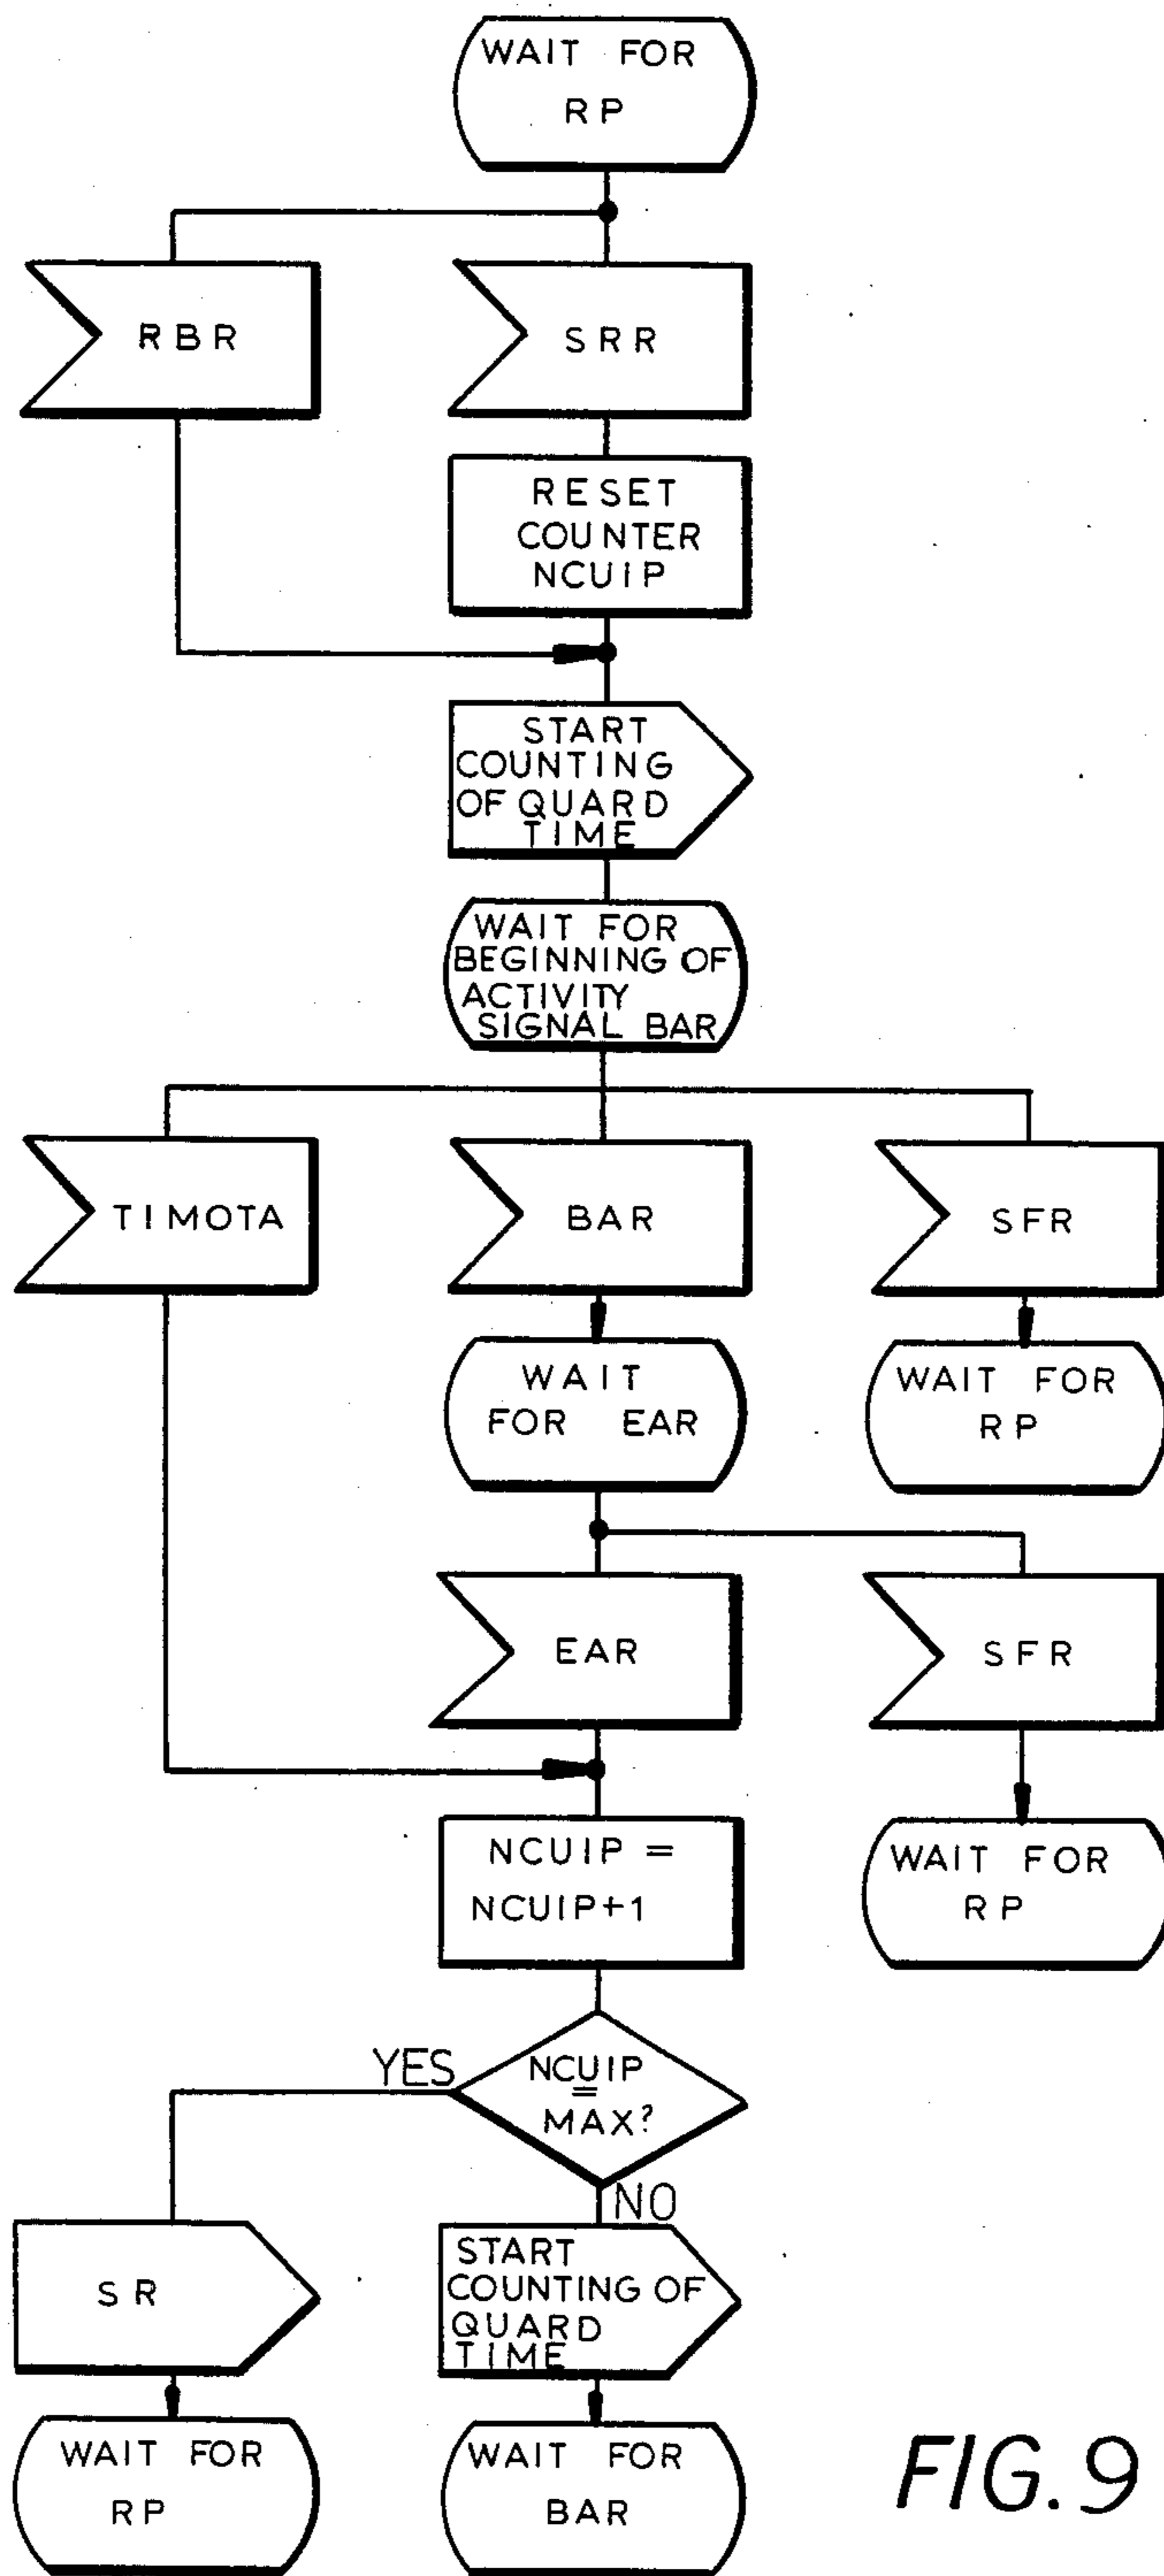 WAIT FOR
RP
RBR
SRR
RESET
COUNTER
NCUIP
START
COUNTING
OF QUARD
TIME
WAIT FOR
BEGINNING OF
ACTIVITY
SIGNAL BAR
TIMOTA
BAR
SFR
WAIT
FOR EAR
WAIT FOR
RP
EAR
SFR
NCUIP =
NCUIP+1
WAIT FOR
RP
YES
NCUIP
=
MAX?
NO
SR
START
COUNTING OF
QUARD
TIME
WAIT FOR
RP
WAIT FOR
BAR
FIG. 9